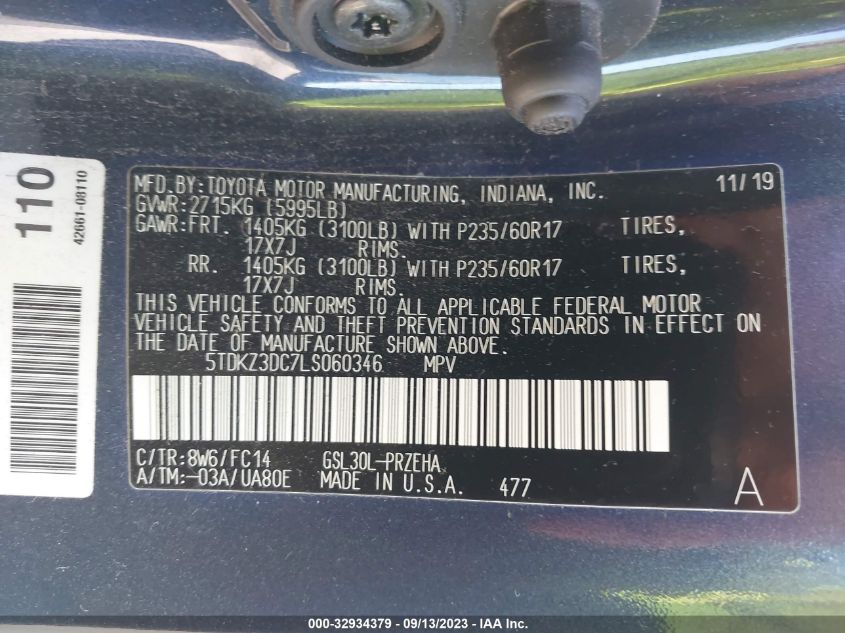 110
42661-08110
MFD.BY:TOYOTA MOTOR MANUFACTURING, INDIANA, INC. 11/19
GVWR:2715KG (5995LB)
GAWR:FRT. 1405KG (3100LB) WITH P235/60R17 TIRES,
17X7J RIMS.
RR. 1405KG (3100LB) WITH P235/60R17 TIRES,
17X7J RIMS.
THIS VEHICLE CONFORMS TO ALL APPLICABLE FEDERAL MOTOR
VEHICLE SAFETY AND THEFT PREVENTION STANDARDS IN EFFECT ON
THE DATE OF MANUFACTURE SHOWN ABOVE.
5TDKZ3DC7LS060346 MPV
C/TR:8W6/FC14 GSL30L-PRZEHA
A/TM:-03A/UA80E MADE IN U.S.A. 477 A
000-32934379 - 09/13/2023 - IAA Inc.